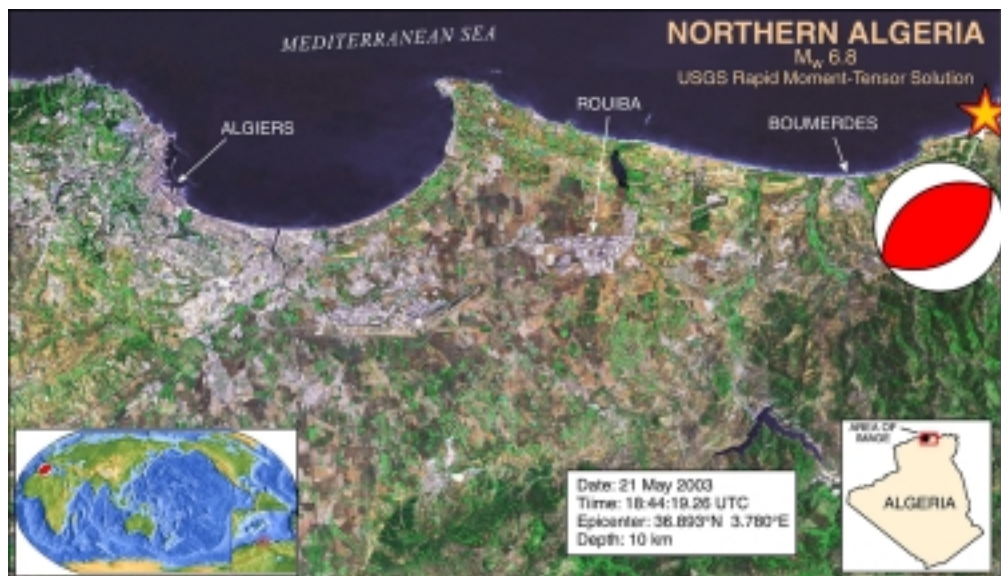 MEDITERRANEAN SEA
NORTHERN ALGERIA
Mw 6.8
USGS Rapid Moment-Tensor Solution
ALGIERS
ROUIBA
BOUMERDES
Date: 21 May 2003
Tiime: 18:44:19.26 UTC
Epicenter: 36.893°N 3.780°E
Depth: 10 km
AREA OF
IMAGE
ALGERIA